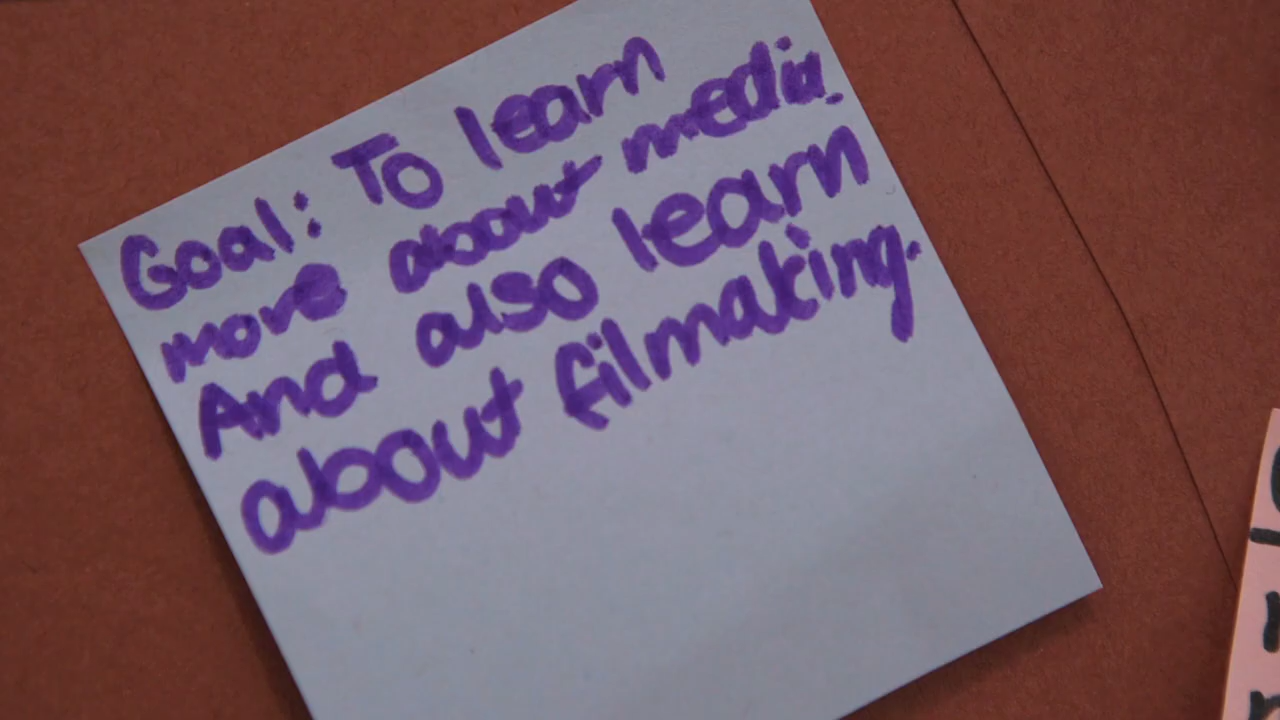 Goal: To learn
more about media.
And also learn
about filmaking.